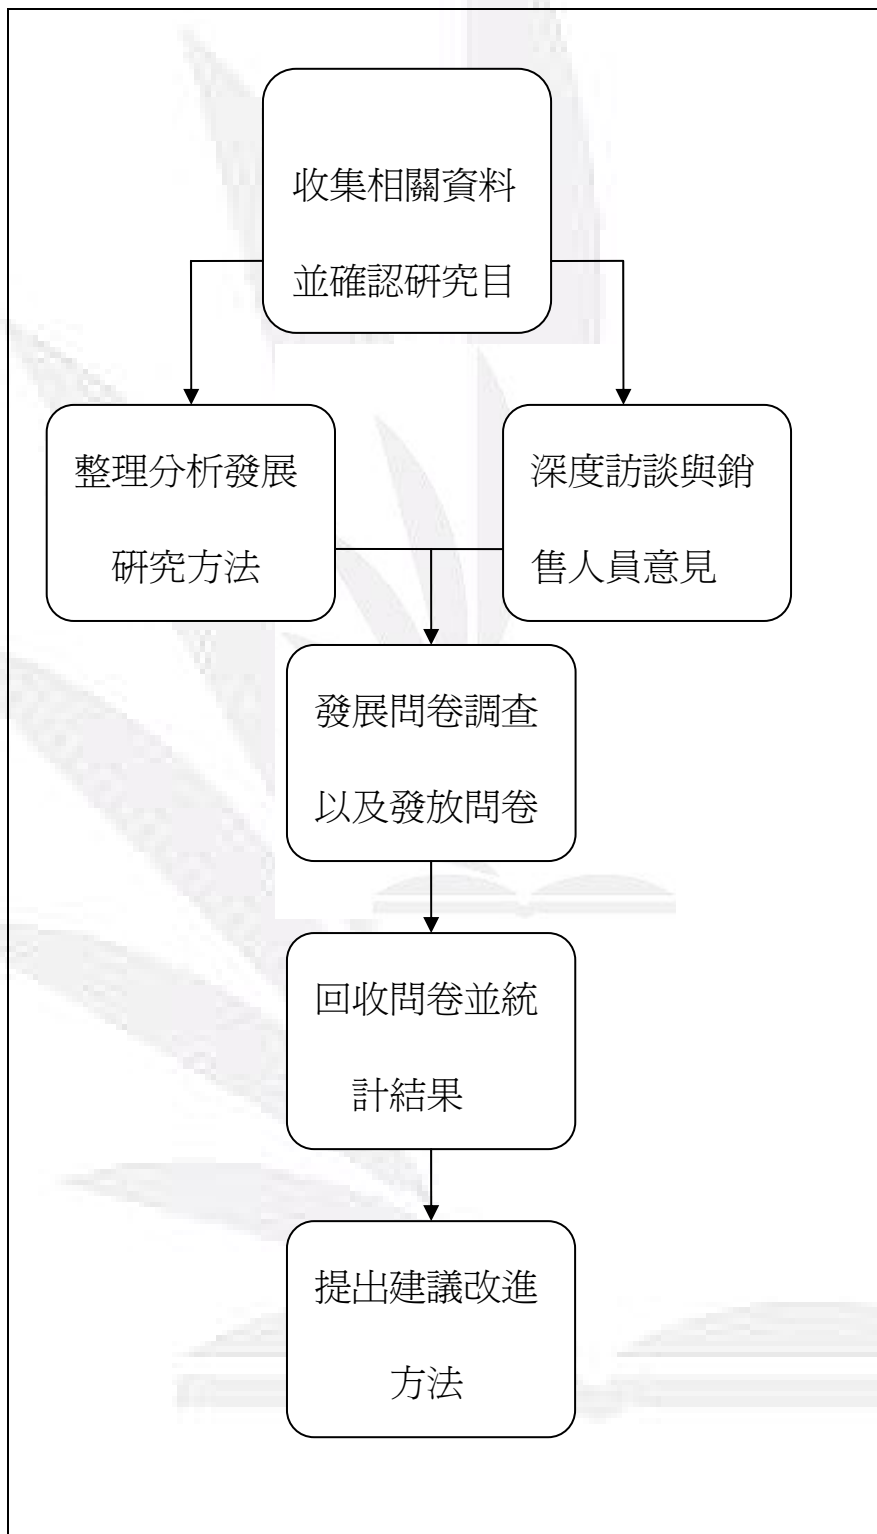 收集相關資料
並確認研究目
整理分析發展
研究方法
深度訪談與銷
售人員意見
發展問卷調查
以及發放問卷
回收問卷並統
計結果
提出建議改進
方法